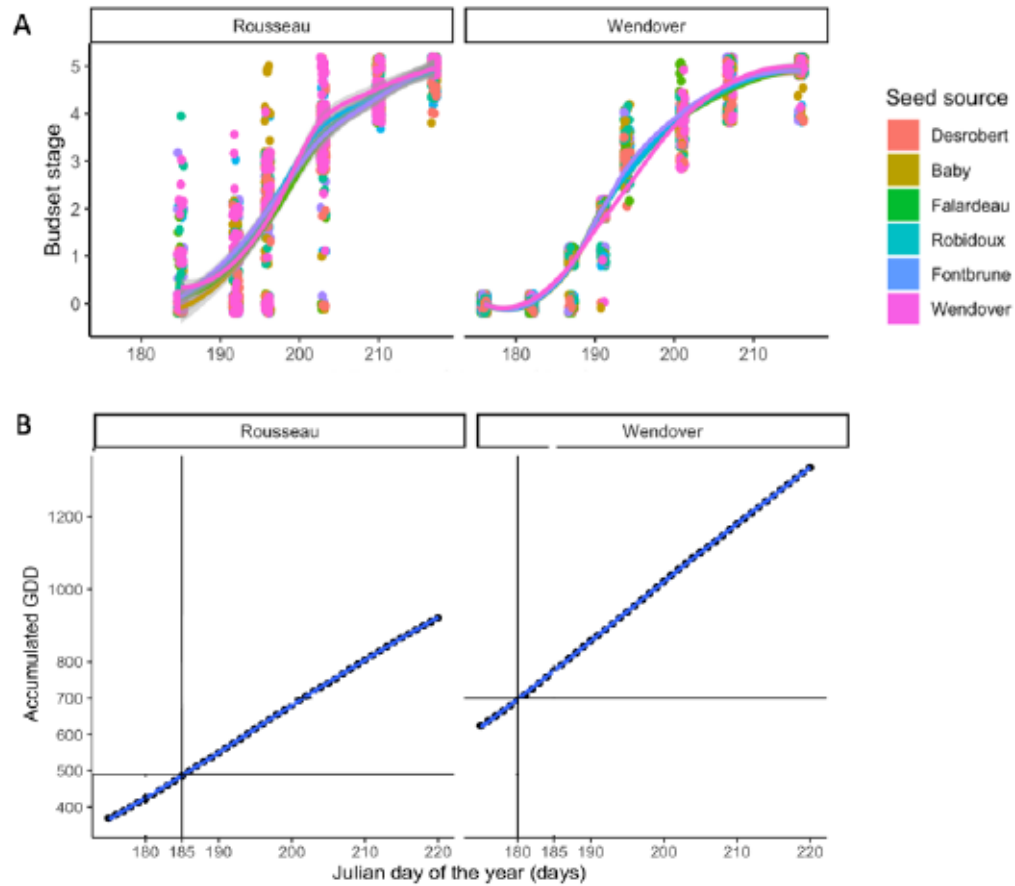 A
Rousseau
Wendover
Budset stage
5
4
3
2
1
0
180 190 200 210
180 190 200 210
Seed source
Desrobert
Baby
Falardeau
Robidoux
Fontbrune
Wendover
B
Rousseau
Wendover
Accumulated GDD
1200
1000
800
700
600
500
400
180 185 190 200 210 220
180 185 190 200 210 220
Julian day of the year (days)